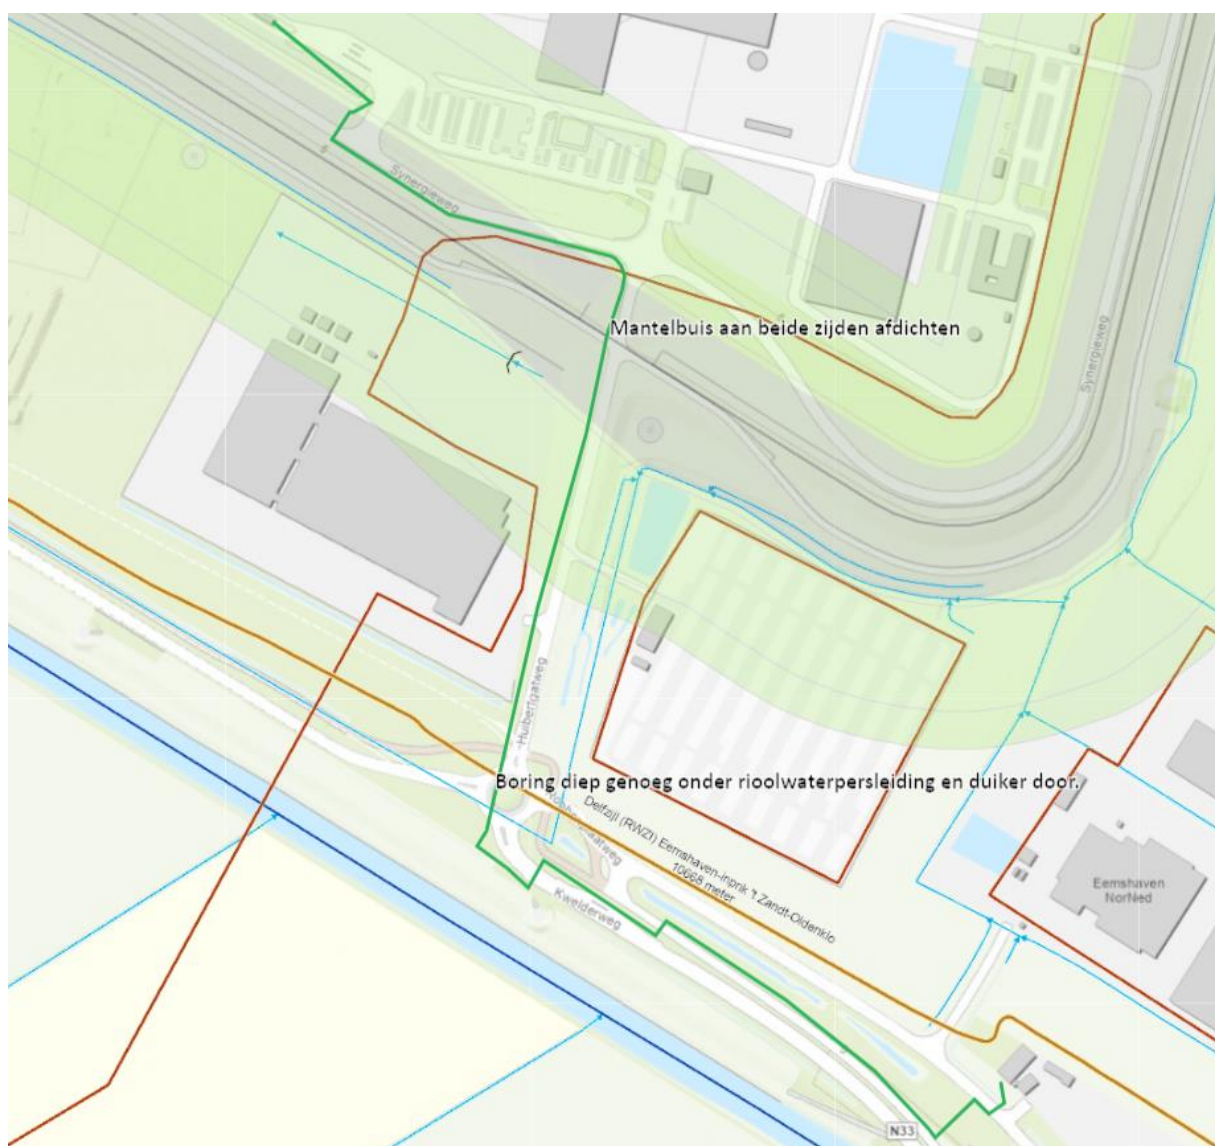 Synergieweg
Mantelbuis aan beide zijden afdichten
Synergieweg
Huibertgatweg
Boring diep genoeg onder rioolwaterpersleiding en duiker door.
Delfzijl (RWZI) Eemshaven-inprik 't Zandt-Oldenklo
10668 meter
Eemshaven
NorNed
Kwelderweg
N33